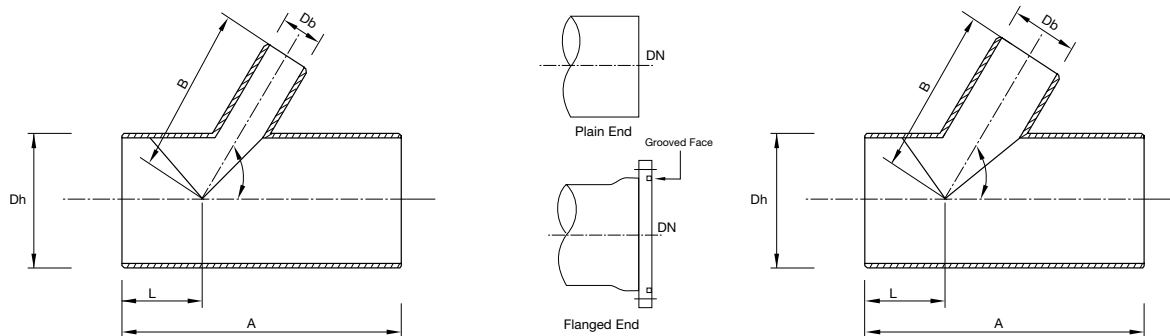 Db
B
Dh
L
A
DN
Plain End
Grooved Face
DN
Flanged End
Db
B
Dh
L
A